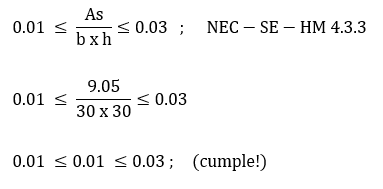 0.01 ≤ As / b x h ≤ 0.03 ; NEC − SE − HM 4.3.3
0.01 ≤ 9.05 / 30 x 30 ≤ 0.03
0.01 ≤ 0.01 ≤ 0.03 ; (cumple!)